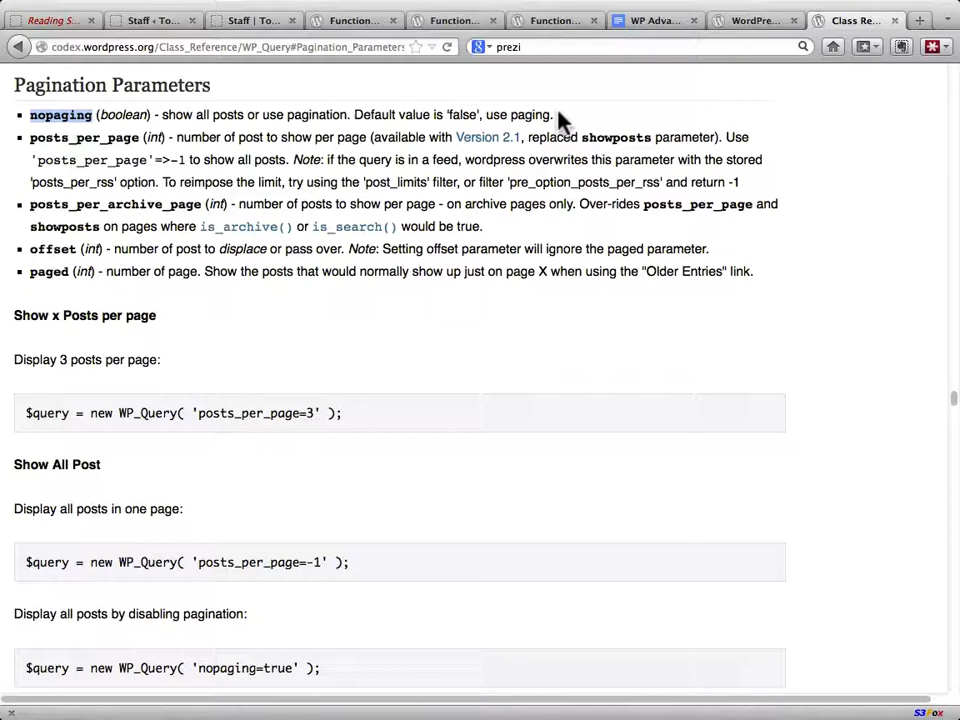 Reading S...
Staff ‹ To...
Staff | To...
Function...
Function...
Function...
WP Adva...
WordPre...
Class Re...
codex.wordpress.org/Class_Reference/WP_Query#Pagination_Parameters
prezi
Pagination Parameters
nopaging (boolean) - show all posts or use pagination. Default value is 'false', use paging.
posts_per_page (int) - number of post to show per page (available with Version 2.1, replaced showposts parameter). Use
'posts_per_page'=>-1 to show all posts. Note: if the query is in a feed, wordpress overwrites this parameter with the stored
'posts_per_rss' option. To reimpose the limit, try using the 'post_limits' filter, or filter 'pre_option_posts_per_rss' and return -1
posts_per_archive_page (int) - number of posts to show per page - on archive pages only. Over-rides posts_per_page and
showposts on pages where is_archive() or is_search() would be true.
offset (int) - number of post to displace or pass over. Note: Setting offset parameter will ignore the paged parameter.
paged (int) - number of page. Show the posts that would normally show up just on page X when using the "Older Entries" link.
Show x Posts per page
Display 3 posts per page:
$query = new WP_Query( 'posts_per_page=3' );
Show All Post
Display all posts in one page:
$query = new WP_Query( 'posts_per_page=-1' );
Display all posts by disabling pagination:
$query = new WP_Query( 'nopaging=true' );
S3Fox